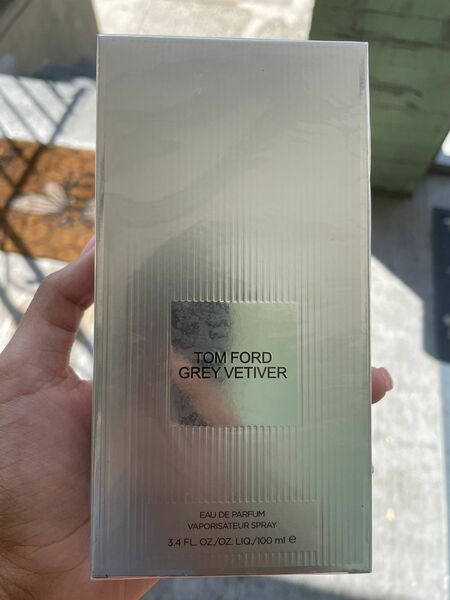 TOM FORD
GREY VETIVER
EAU DE PARFUM
VAPORISATEUR SPRAY
3.4 FL. OZ./OZ. LIQ./100 ml ℮